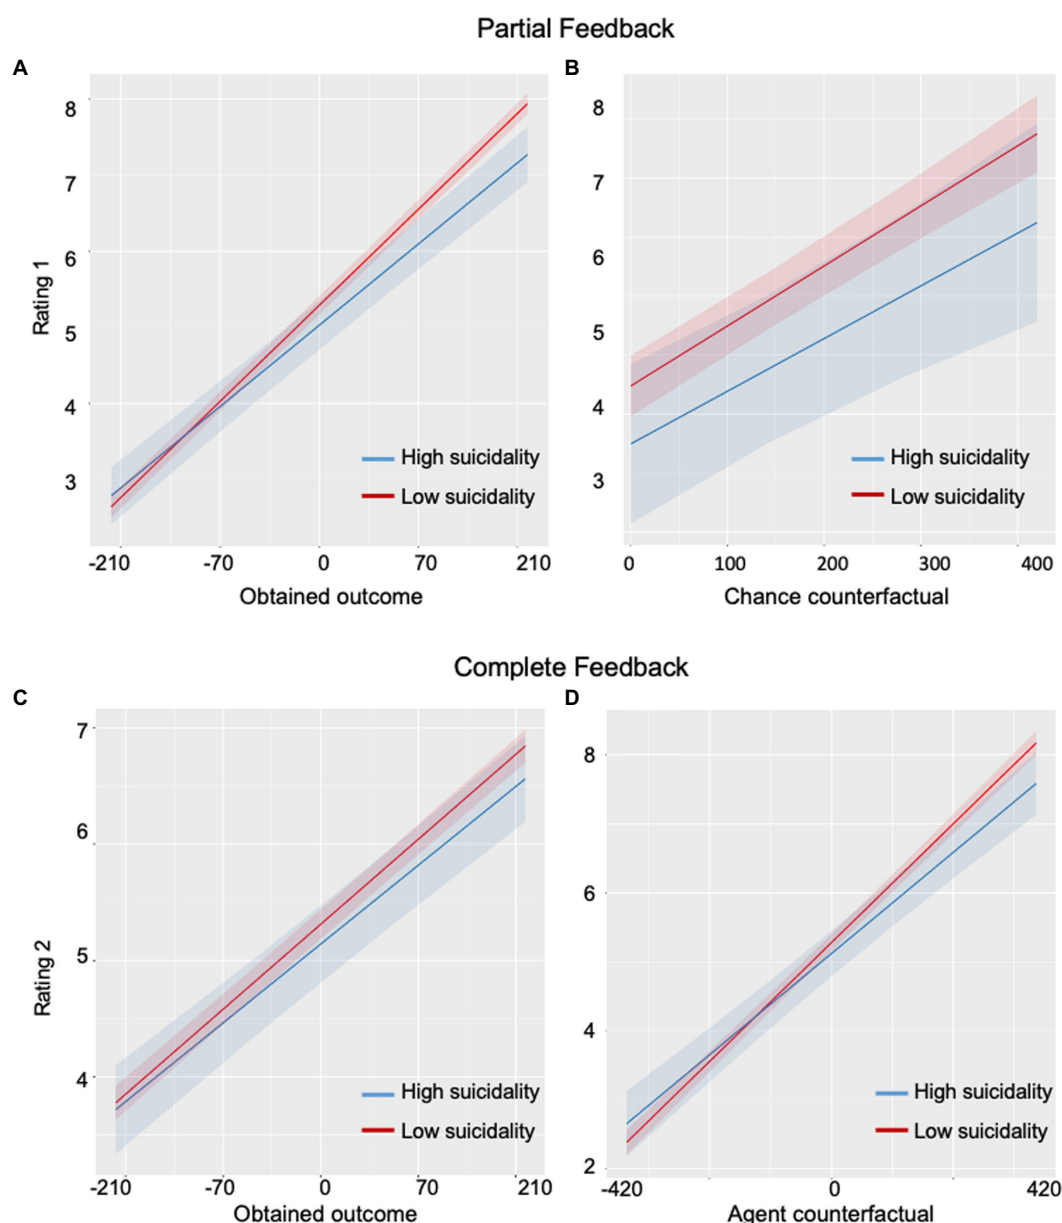 Partial Feedback
A
B
8
7
6
5
4
3
Rating 1
High suicidality
Low suicidality
-210
-70
0
70
210
Obtained outcome
8
7
6
5
4
3
High suicidality
Low suicidality
0
100
200
300
400
Chance counterfactual
Complete Feedback
C
D
7
6
5
4
Rating 2
High suicidality
Low suicidality
-210
-70
0
70
210
Obtained outcome
8
6
4
2
High suicidality
Low suicidality
-420
0
420
Agent counterfactual